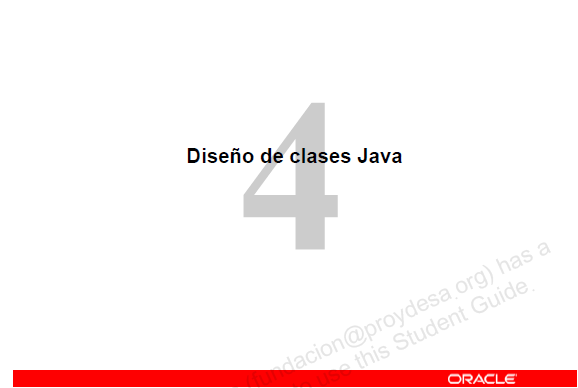 4
Diseño de clases Java
(fundacion@proydesa.org) has a
use this Student Guide.
ORACLE